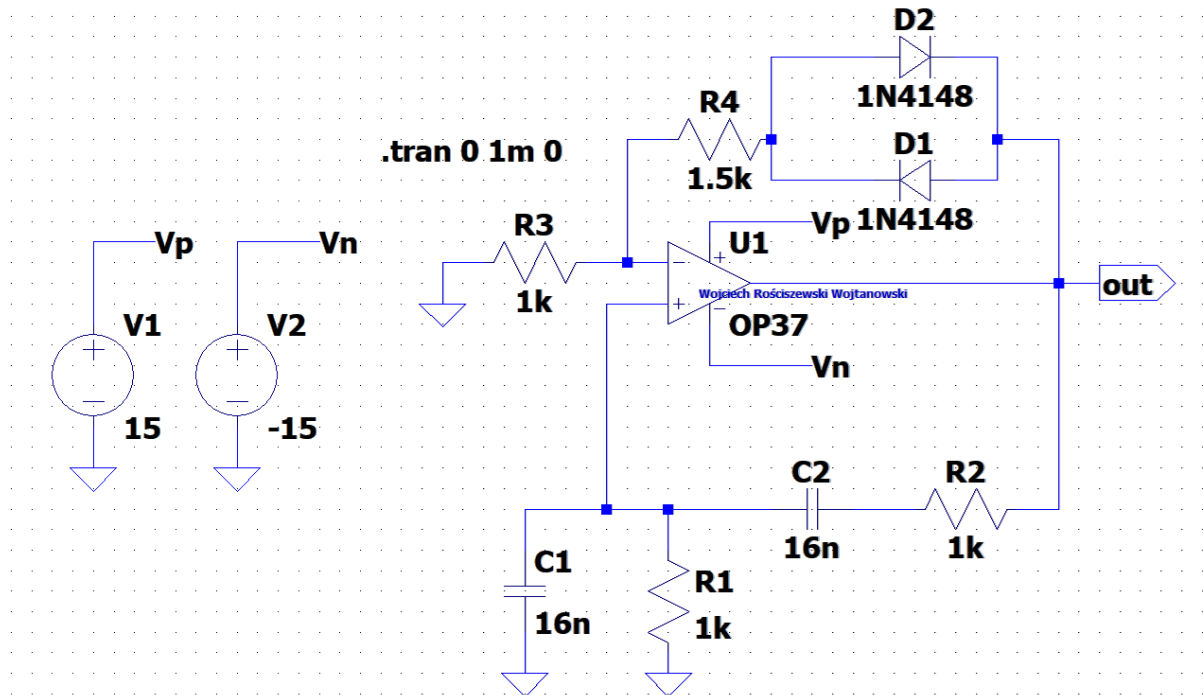 D2
1N4148
R4
1.5k
D1
1N4148
.tran 0 1m 0
R3
1k
Vp
Vn
Vp
U1
Wojciech Rościszewski Wojtanowski
OP37
Vn
out
V1
15
V2
-15
C2
16n
R2
1k
C1
16n
R1
1k